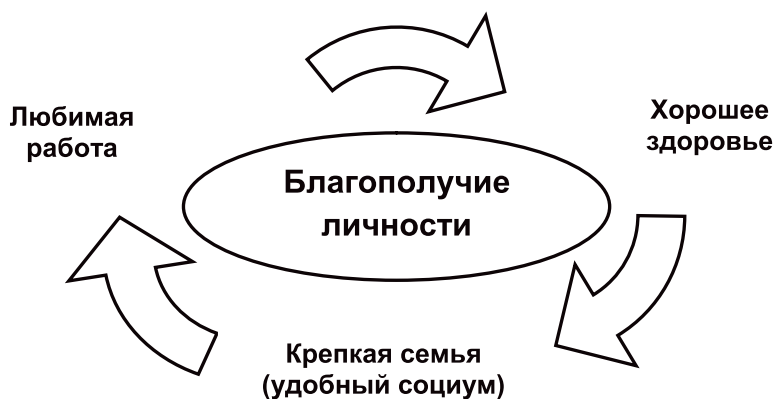 Любимая
работа
Хорошее
здоровье
Благополучие
личности
Крепкая семья
(удобный социум)